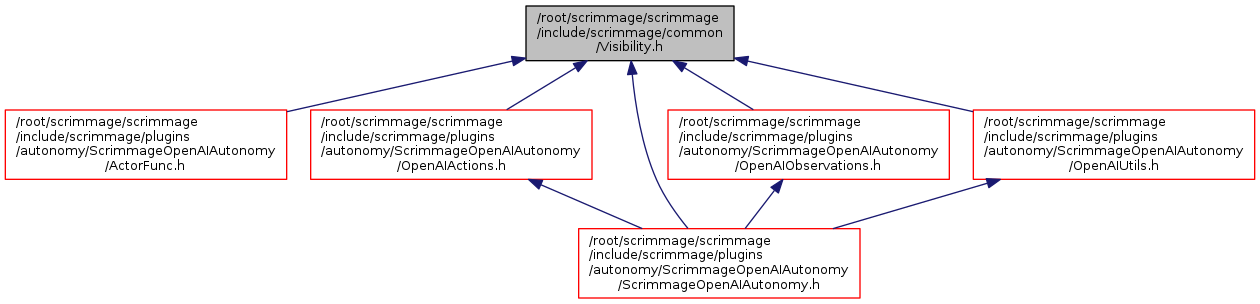 /root/scrimmage/scrimmage
/include/scrimmage/common
/Visibility.h
/root/scrimmage/scrimmage
/include/scrimmage/plugins
/autonomy/ScrimmageOpenAIAutonomy
/ActorFunc.h
/root/scrimmage/scrimmage
/include/scrimmage/plugins
/autonomy/ScrimmageOpenAIAutonomy
/OpenAIActions.h
/root/scrimmage/scrimmage
/include/scrimmage/plugins
/autonomy/ScrimmageOpenAIAutonomy
/OpenAIObservations.h
/root/scrimmage/scrimmage
/include/scrimmage/plugins
/autonomy/ScrimmageOpenAIAutonomy
/OpenAIUtils.h
/root/scrimmage/scrimmage
/include/scrimmage/plugins
/autonomy/ScrimmageOpenAIAutonomy
/ScrimmageOpenAIAutonomy.h